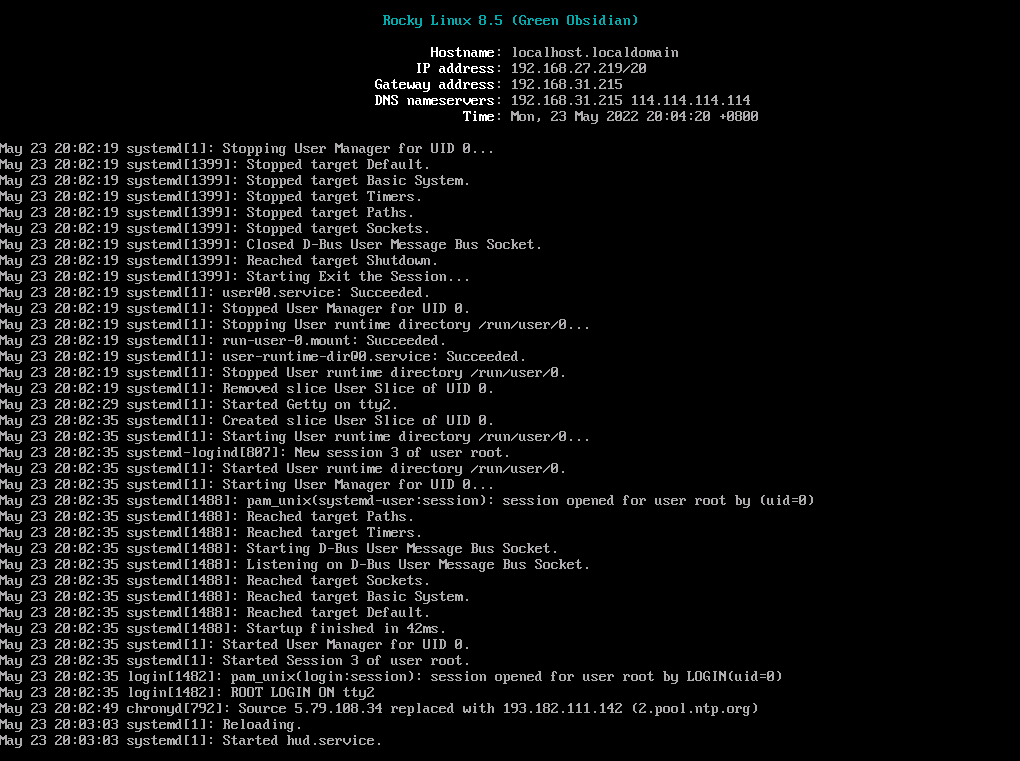 Rocky Linux 8.5 (Green Obsidian)
Hostname: localhost.localdomain
IP address: 192.168.27.219/20
Gateway address: 192.168.31.215
DNS nameservers: 192.168.31.215 114.114.114.114
Time: Mon, 23 May 2022 20:04:20 +0800
May 23 20:02:19 systemd[1]: Stopping User Manager for UID 0...
May 23 20:02:19 systemd[1399]: Stopped target Default.
May 23 20:02:19 systemd[1399]: Stopped target Basic System.
May 23 20:02:19 systemd[1399]: Stopped target Timers.
May 23 20:02:19 systemd[1399]: Stopped target Paths.
May 23 20:02:19 systemd[1399]: Stopped target Sockets.
May 23 20:02:19 systemd[1399]: Closed D-Bus User Message Bus Socket.
May 23 20:02:19 systemd[1399]: Reached target Shutdown.
May 23 20:02:19 systemd[1399]: Starting Exit the Session...
May 23 20:02:19 systemd[1]: user@0.service: Succeeded.
May 23 20:02:19 systemd[1]: Stopped User Manager for UID 0.
May 23 20:02:19 systemd[1]: Stopping User runtime directory /run/user/0...
May 23 20:02:19 systemd[1]: run-user-0.mount: Succeeded.
May 23 20:02:19 systemd[1]: user-runtime-dir@0.service: Succeeded.
May 23 20:02:19 systemd[1]: Stopped User runtime directory /run/user/0.
May 23 20:02:19 systemd[1]: Removed slice User Slice of UID 0.
May 23 20:02:29 systemd[1]: Started Getty on tty2.
May 23 20:02:35 systemd[1]: Created slice User Slice of UID 0.
May 23 20:02:35 systemd[1]: Starting User runtime directory /run/user/0...
May 23 20:02:35 systemd-logind[807]: New session 3 of user root.
May 23 20:02:35 systemd[1]: Started User runtime directory /run/user/0.
May 23 20:02:35 systemd[1]: Starting User Manager for UID 0...
May 23 20:02:35 systemd[1488]: pam_unix(systemd-user:session): session opened for user root by (uid=0)
May 23 20:02:35 systemd[1488]: Reached target Paths.
May 23 20:02:35 systemd[1488]: Reached target Timers.
May 23 20:02:35 systemd[1488]: Starting D-Bus User Message Bus Socket.
May 23 20:02:35 systemd[1488]: Listening on D-Bus User Message Bus Socket.
May 23 20:02:35 systemd[1488]: Reached target Sockets.
May 23 20:02:35 systemd[1488]: Reached target Basic System.
May 23 20:02:35 systemd[1488]: Reached target Default.
May 23 20:02:35 systemd[1488]: Startup finished in 42ms.
May 23 20:02:35 systemd[1]: Started User Manager for UID 0.
May 23 20:02:35 systemd[1]: Started Session 3 of user root.
May 23 20:02:35 login[1482]: pam_unix(login:session): session opened for user root by LOGIN(uid=0)
May 23 20:02:35 login[1482]: ROOT LOGIN ON tty2
May 23 20:02:49 chronyd[792]: Source 5.79.108.34 replaced with 193.182.111.142 (2.pool.ntp.org)
May 23 20:03:03 systemd[1]: Reloading.
May 23 20:03:03 systemd[1]: Started hud.service.